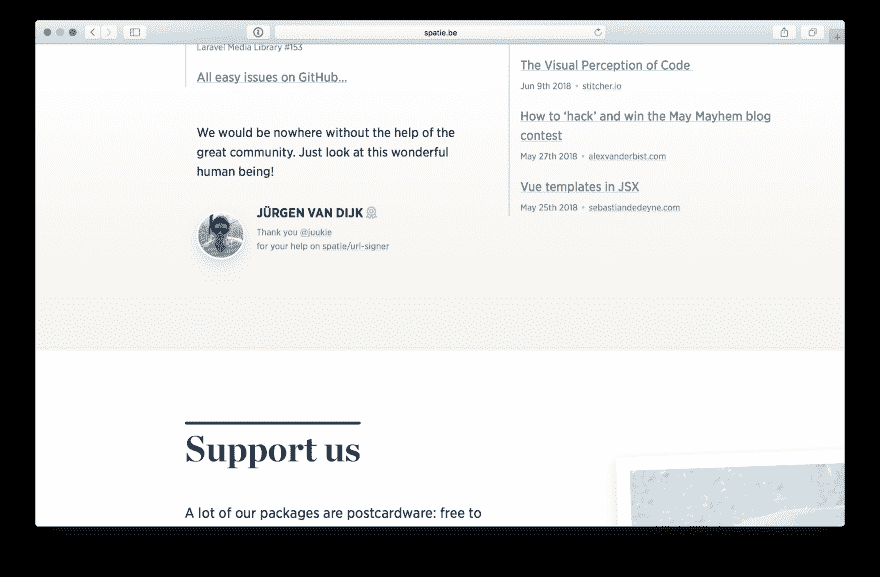 spatie.be
Laravel Media Library #153
All easy issues on GitHub...
We would be nowhere without the help of the
great community. Just look at this wonderful
human being!
JÜRGEN VAN DIJK
Thank you @juukie
for your help on spatie/url-signer
The Visual Perception of Code
Jun 9th 2018 • stitcher.io
How to ‘hack’ and win the May Mayhem blog
contest
May 27th 2018 • alexvanderbist.com
Vue templates in JSX
May 25th 2018 • sebastiandedeyne.com
Support us
A lot of our packages are postcardware: free to